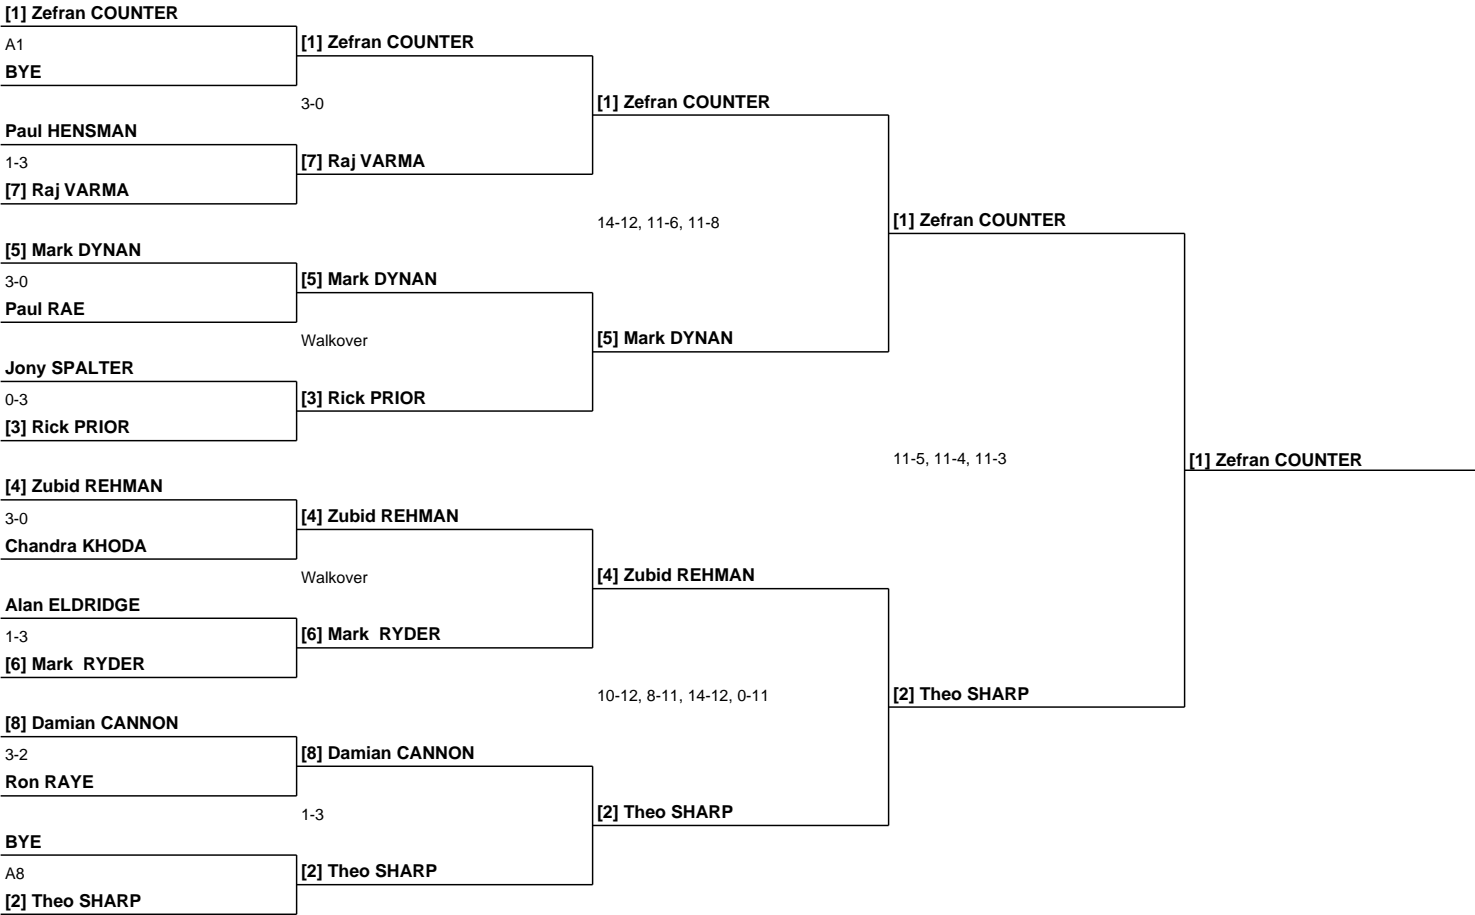 [1] Zefran COUNTER
A1
BYE
Paul HENSMAN
1-3
[7] Raj VARMA
[5] Mark DYNAN
3-0
Paul RAE
Jony SPALTER
0-3
[3] Rick PRIOR
[4] Zubid REHMAN
3-0
Chandra KHODA
Alan ELDRIDGE
1-3
[6] Mark  RYDER
[8] Damian CANNON
3-2
Ron RAYE
BYE
A8
[2] Theo SHARP
[1] Zefran COUNTER
3-0
[7] Raj VARMA
[5] Mark DYNAN
Walkover
[3] Rick PRIOR
[4] Zubid REHMAN
Walkover
[6] Mark  RYDER
[8] Damian CANNON
1-3
[2] Theo SHARP
[1] Zefran COUNTER
14-12, 11-6, 11-8
[5] Mark DYNAN
[4] Zubid REHMAN
10-12, 8-11, 14-12, 0-11
[2] Theo SHARP
[1] Zefran COUNTER
11-5, 11-4, 11-3
[2] Theo SHARP
[1] Zefran COUNTER